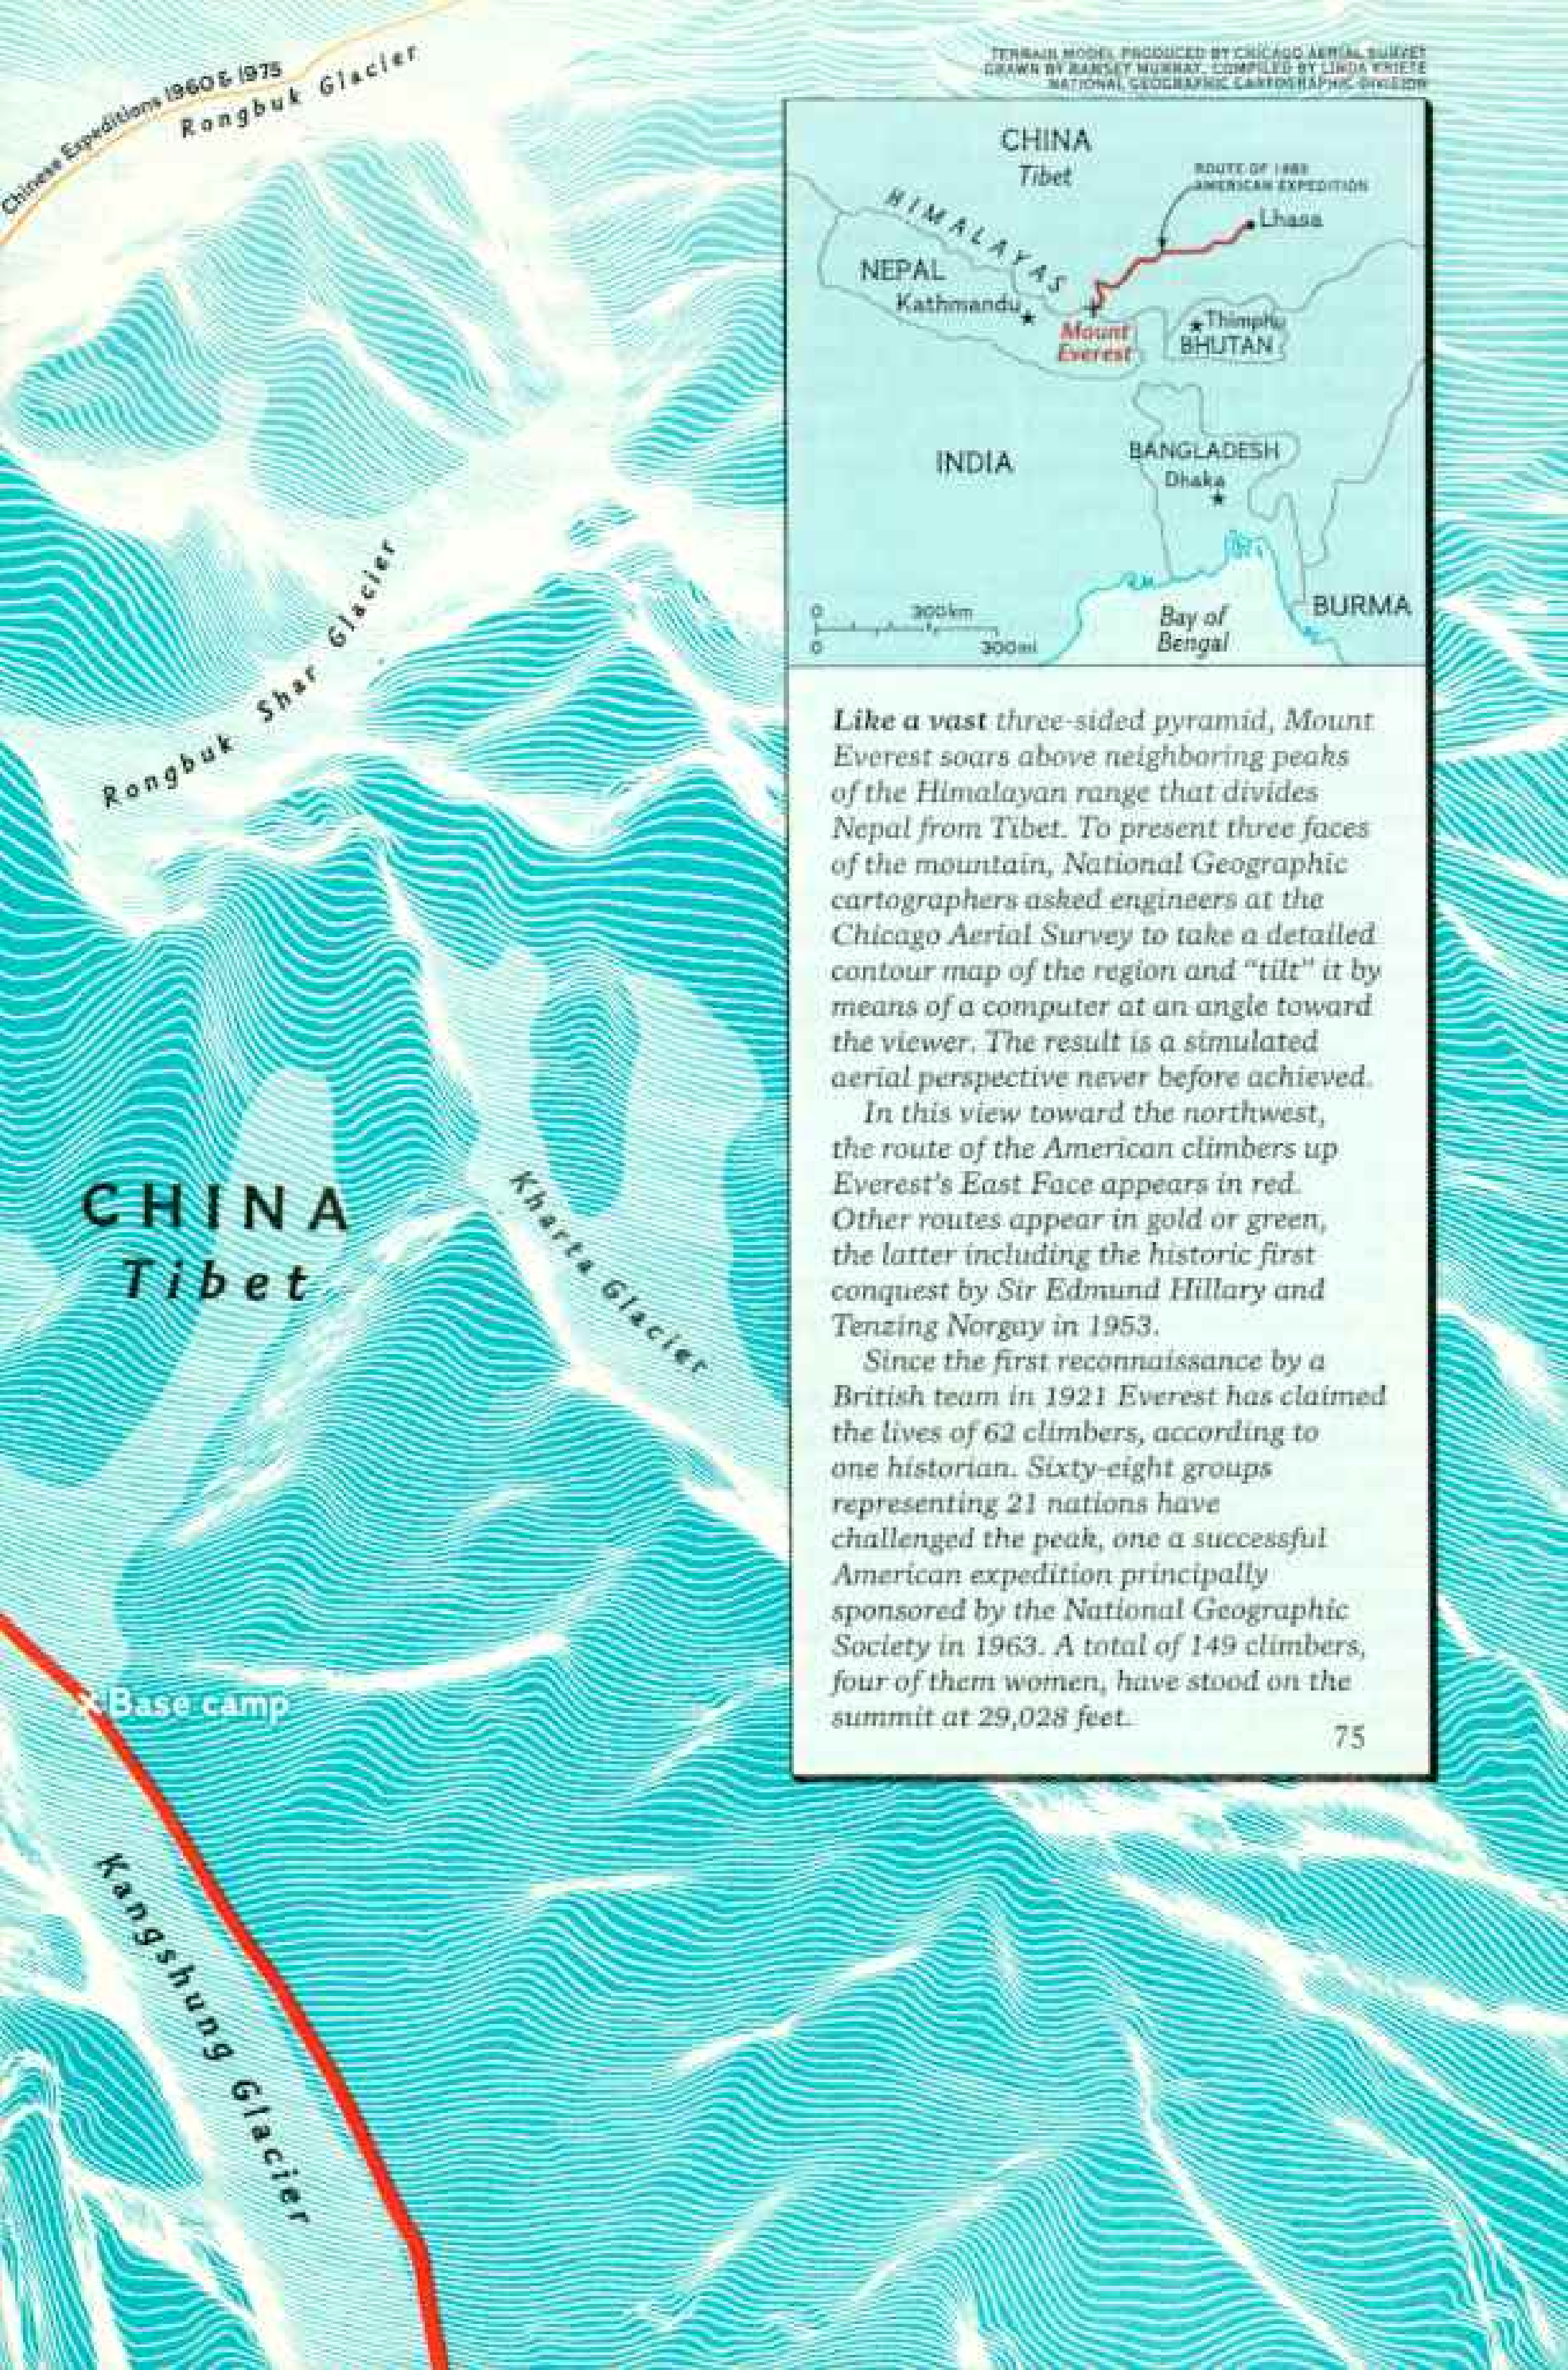 TERRAIN MODEL PRODUCED BY CHICAGO AERIAL SURVEY
DRAWN BY RAMSEY MURRAY, COMPILED BY LINDA KRIETE
NATIONAL GEOGRAPHIC CARTOGRAPHIC DIVISION
Chinese Expeditions 1960 & 1975
Rongbuk Glacier
CHINA
Tibet
ROUTE OF
AMERICAN EXPEDITION
HIMALAYAS
Lhasa
NEPAL
Kathmandu
Mount
Everest
Thimphu
BHUTAN
INDIA
BANGLADESH
Dhaka
BURMA
Bay of
Bengal
0 300km
0 300mi
Rongbuk Shar Glacier
Like a vast three-sided pyramid, Mount
Everest soars above neighboring peaks
of the Himalayan range that divides
Nepal from Tibet. To present three faces
of the mountain, National Geographic
cartographers asked engineers at the
Chicago Aerial Survey to take a detailed
contour map of the region and "tilt" it by
means of a computer at an angle toward
the viewer. The result is a simulated
aerial perspective never before achieved.
In this view toward the northwest,
the route of the American climbers up
Everest's East Face appears in red.
Other routes appear in gold or green,
the latter including the historic first
conquest by Sir Edmund Hillary and
Tenzing Norgay in 1953.
Since the first reconnaissance by a
British team in 1921 Everest has claimed
the lives of 62 climbers, according to
one historian. Sixty-eight groups
representing 21 nations have
challenged the peak, one a successful
American expedition principally
sponsored by the National Geographic
Society in 1963. A total of 149 climbers,
four of them women, have stood on the
summit at 29,028 feet.
75
CHINA
Tibet
Kharta Glacier
Base camp
Kangshung Glacier